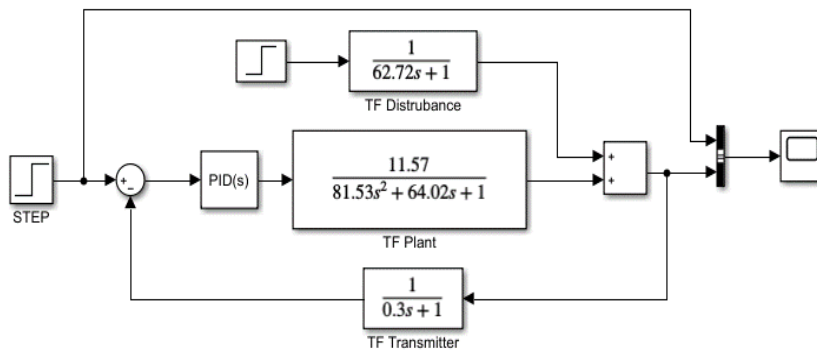 1
62.72s + 1
TF Distrubance
+
−
STEP
PID(s)
11.57
81.53s² + 64.02s + 1
TF Plant
+
+
1
0.3s + 1
TF Transmitter